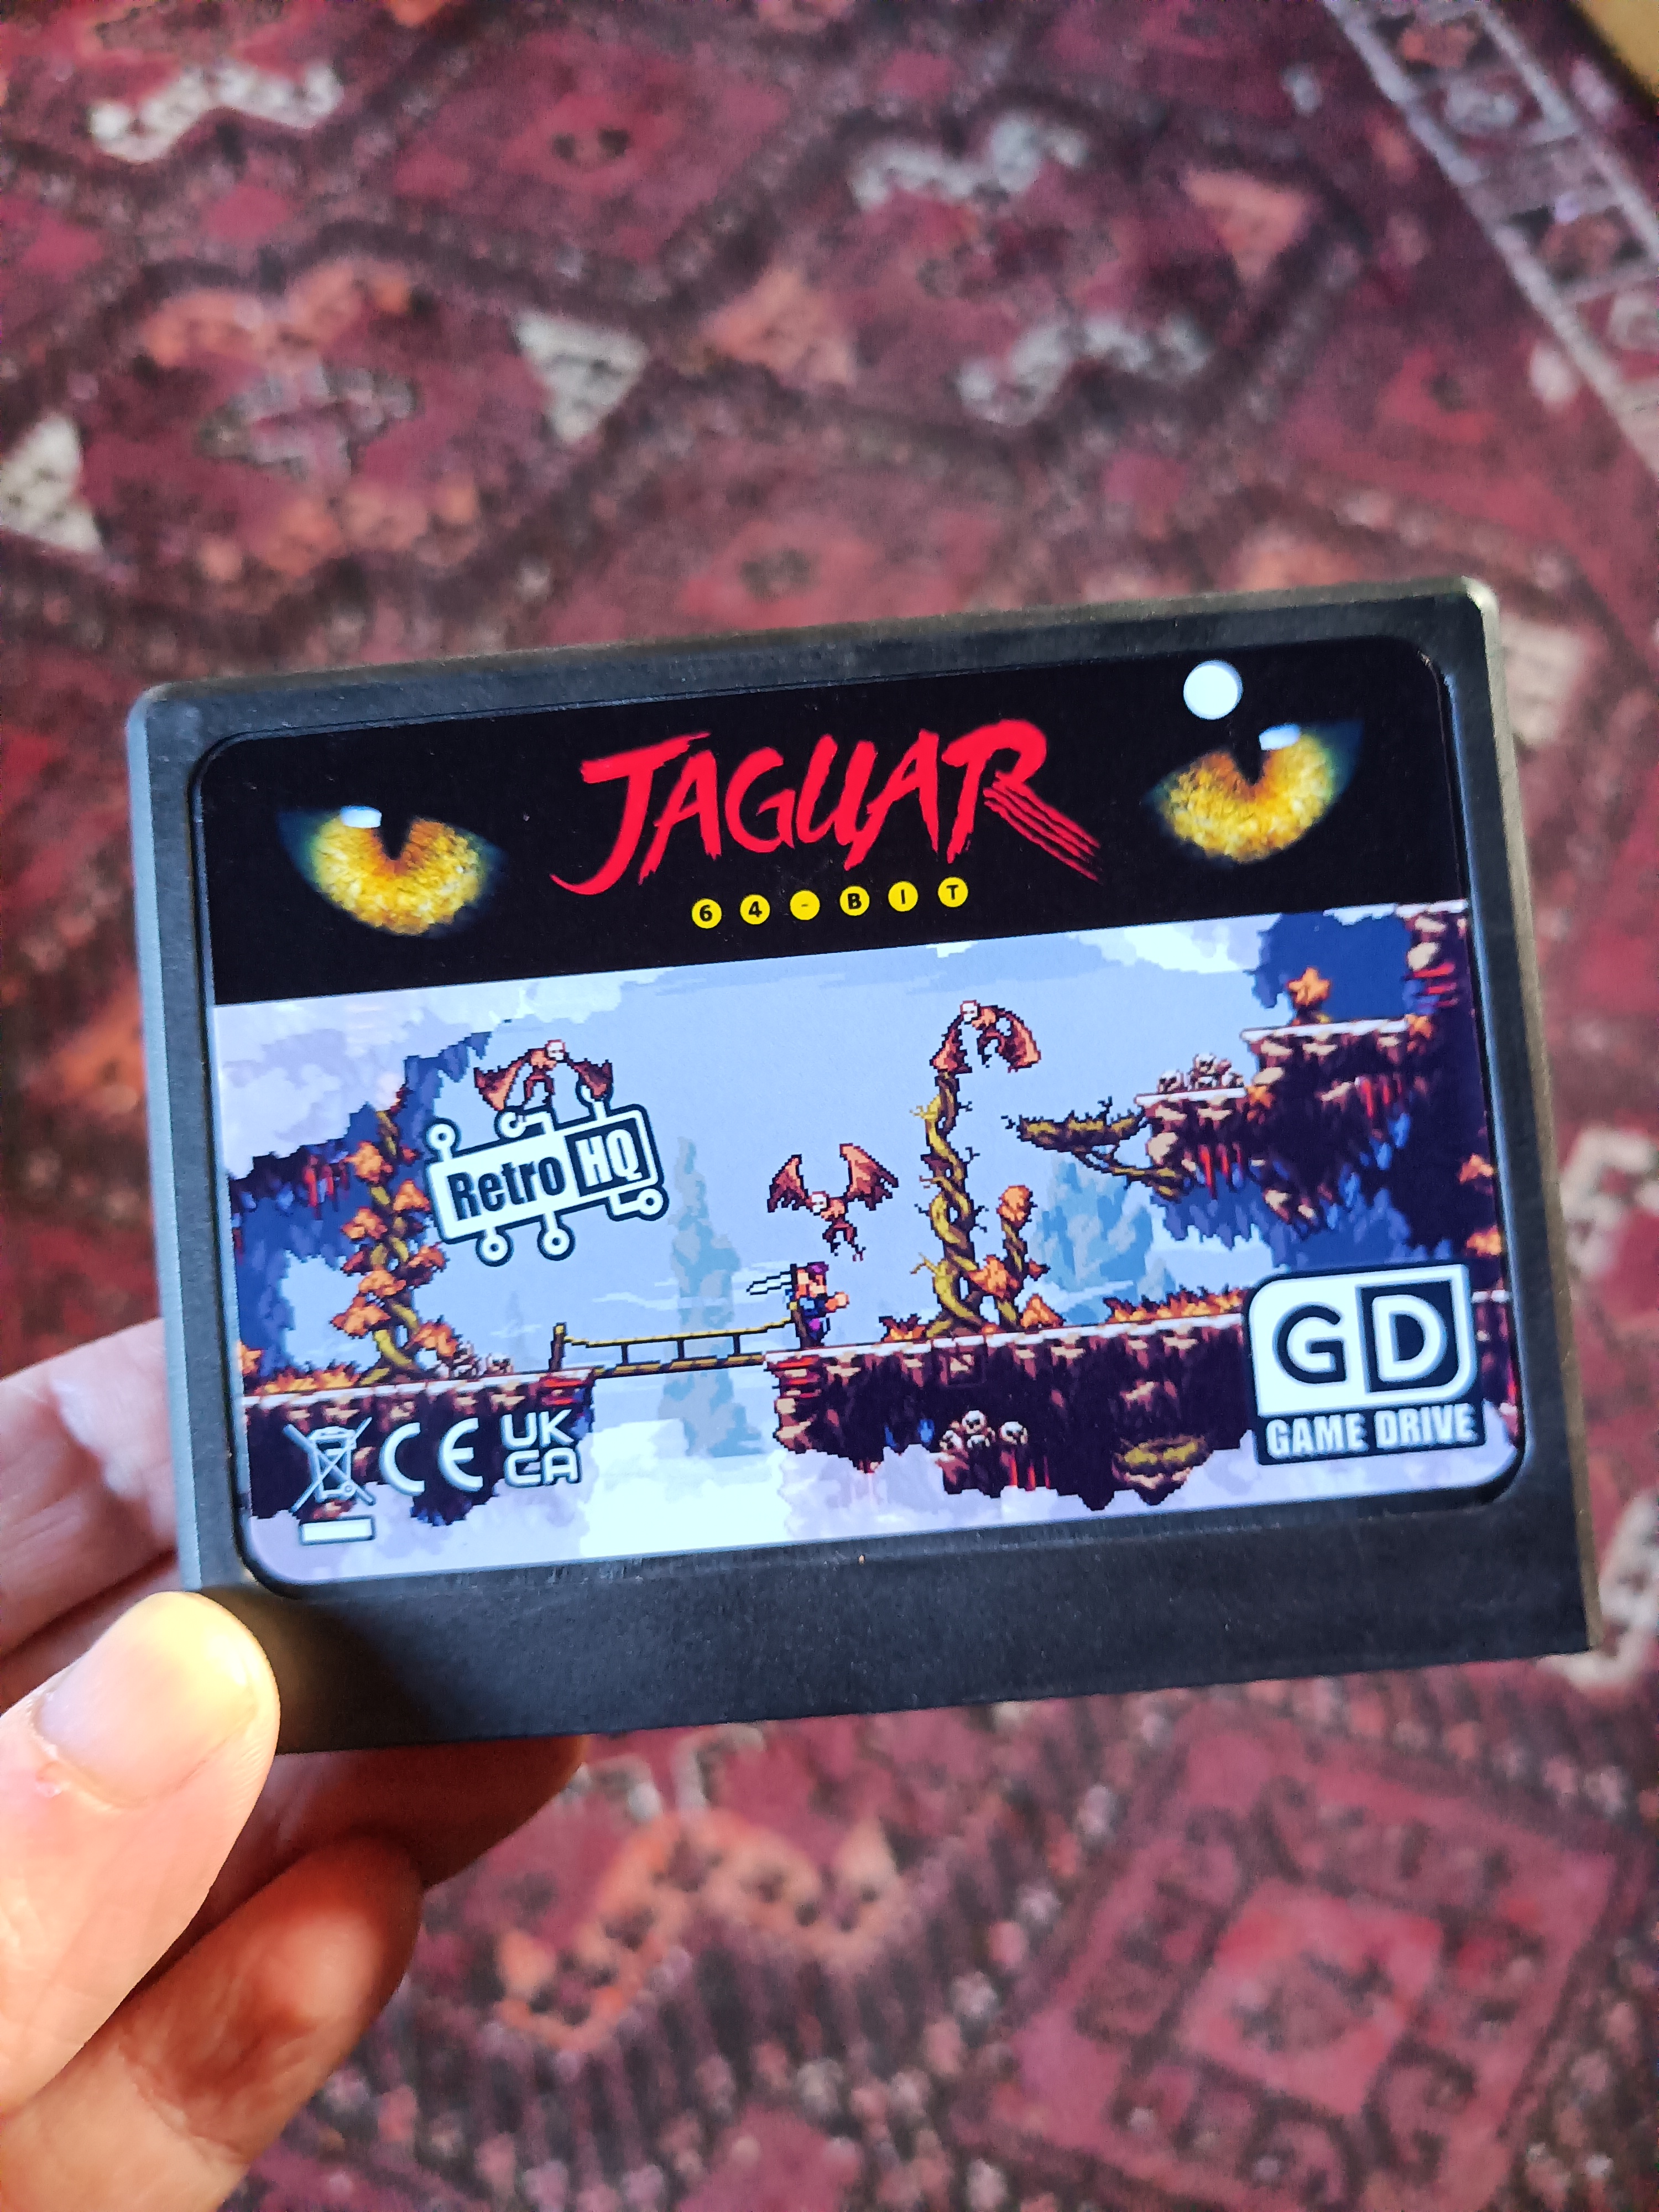 JAGUAR
64-BIT
Retro HQ
GD
GAME DRIVE
CE UK CA